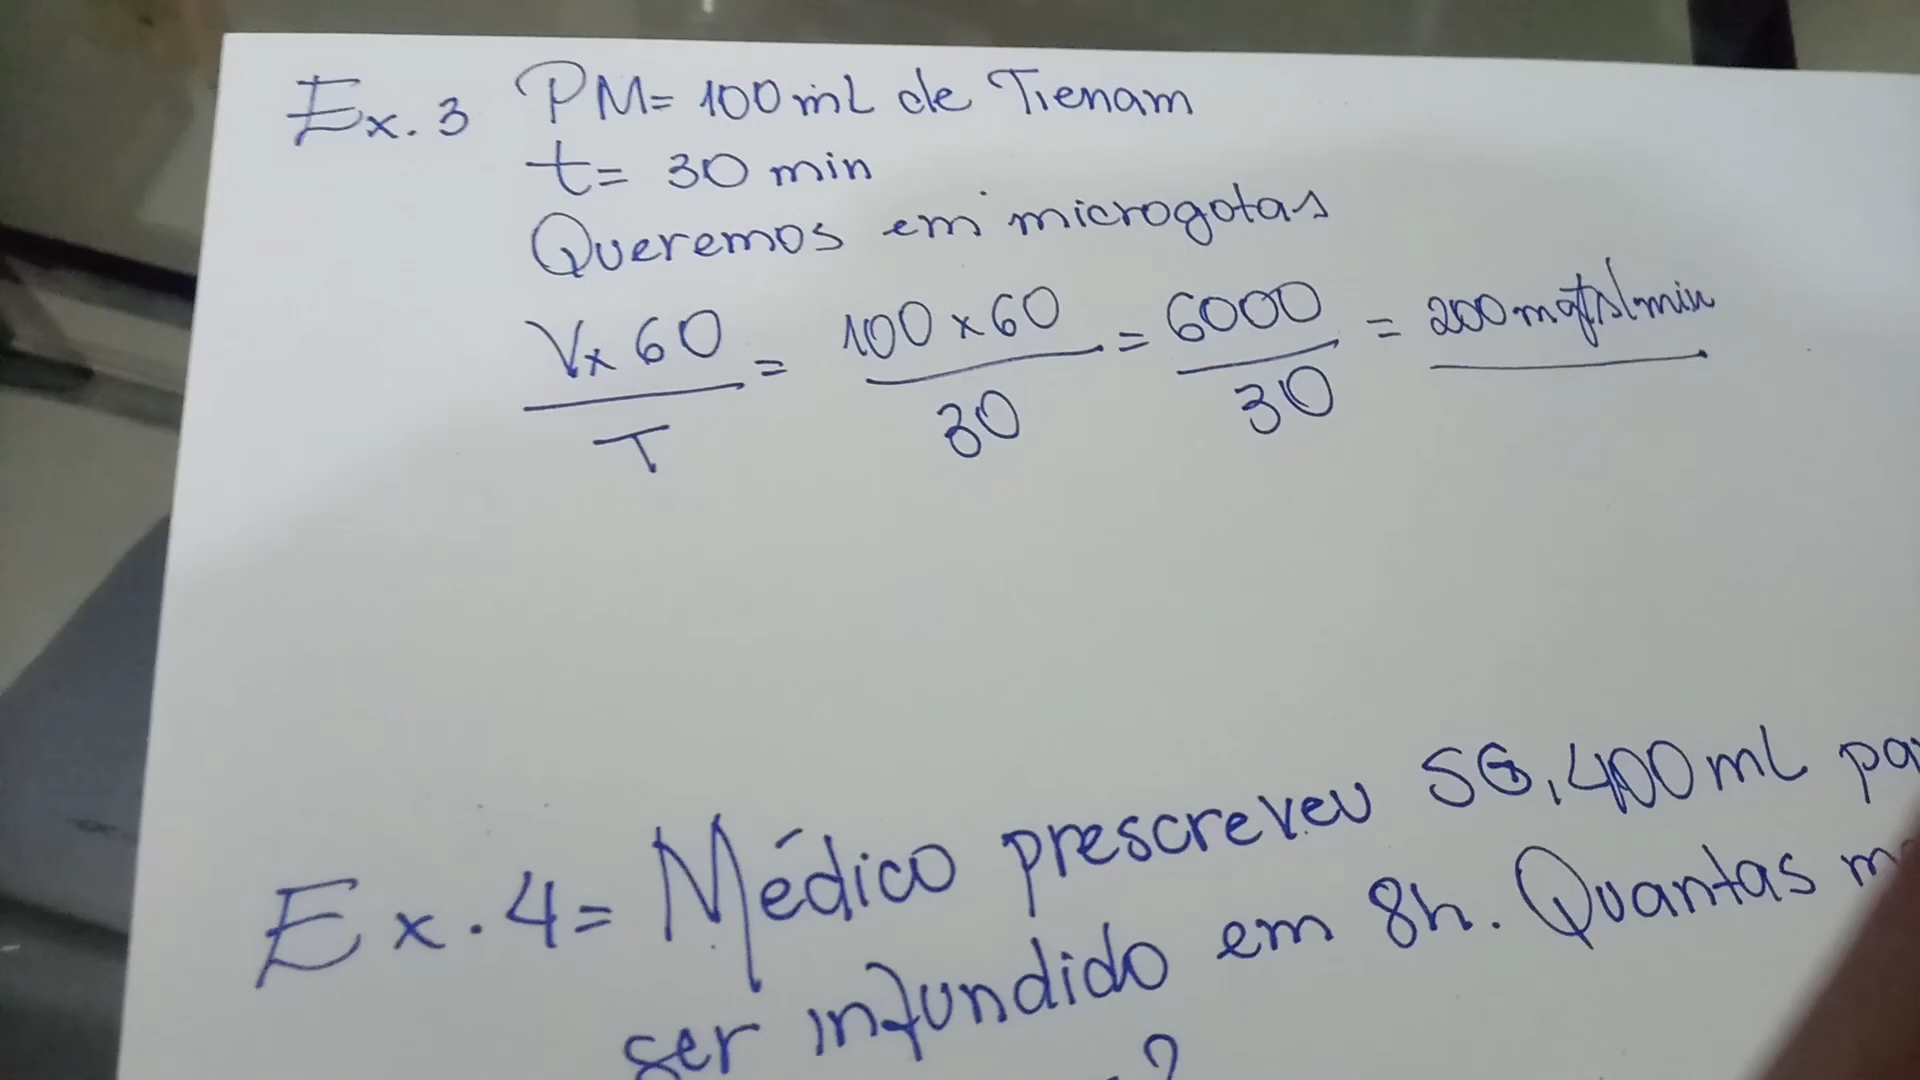 Ex. 3 PM= 100 mL de Tienam
t= 30 min
Queremos em microgotas
Vx 60 / T = 100 x 60 / 30 = 6000 / 30 = 200 mgts/min
Ex. 4= Médico prescreveu SG, 400 mL
ser infundido em 8h. Quantas
?